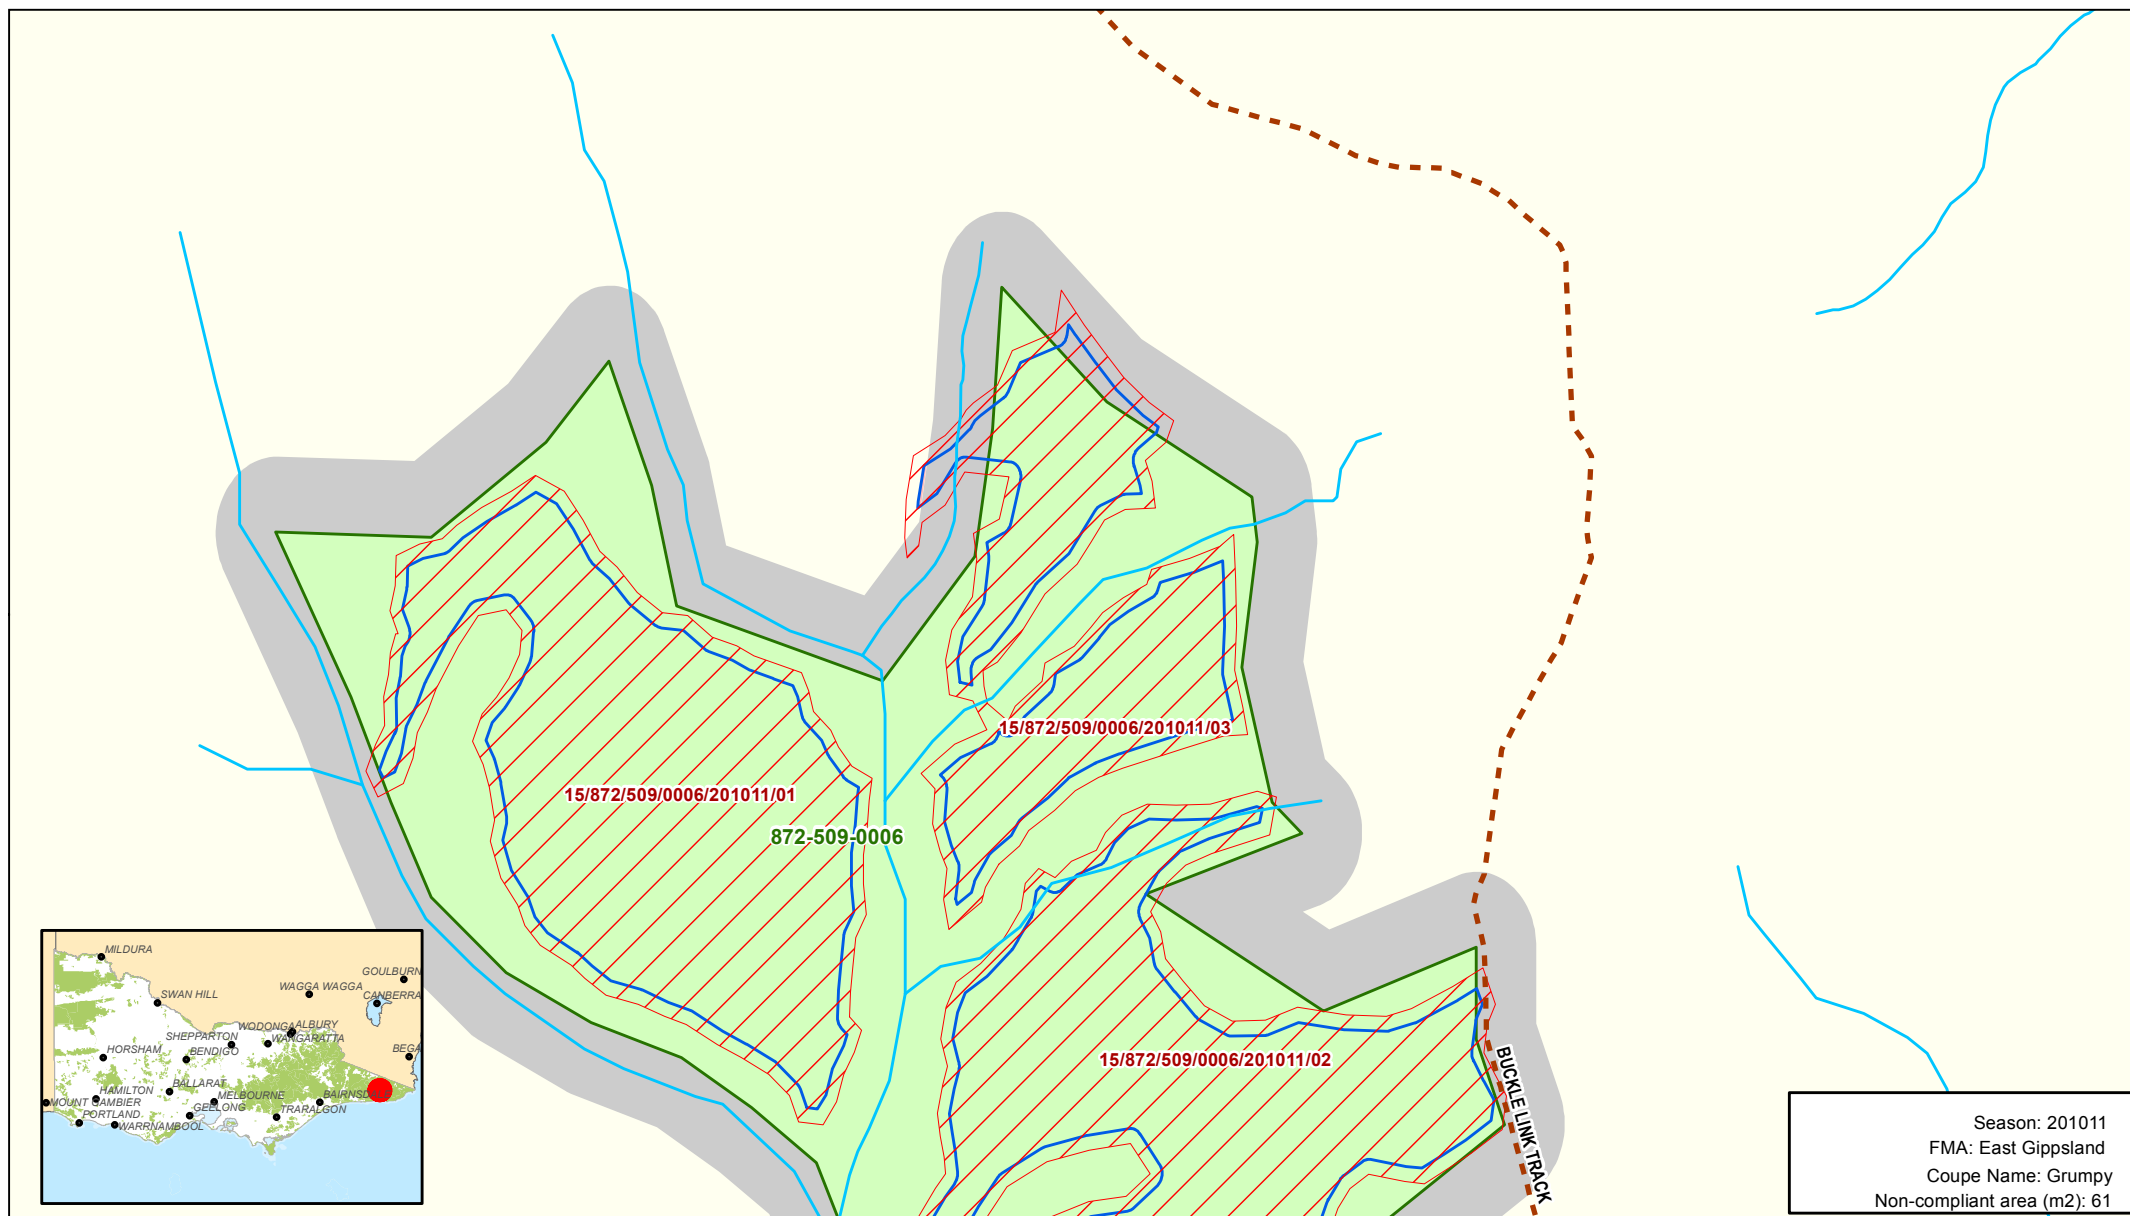 15/872/509/0006/201011/03
15/872/509/0006/201011/01
872-509-0006
15/872/509/0006/201011/02
BUCKLE LINK TRACK
MILDURA
GOULBURN
WAGGA WAGGA
CANBERRA
SWAN HILL
WODONGA
ALBURY
SHEPPARTON
WANGARATTA
HORSHAM
BENDIGO
BEGA
HAMILTON
BALLARAT
MELBOURNE
MOUNT GAMBIER
GEELONG
PORTLAND
TRARALGON
WARRNAMBOOL
Season: 201011
FMA: East Gippsland
Coupe Name: Grumpy
Non-compliant area (m2): 61